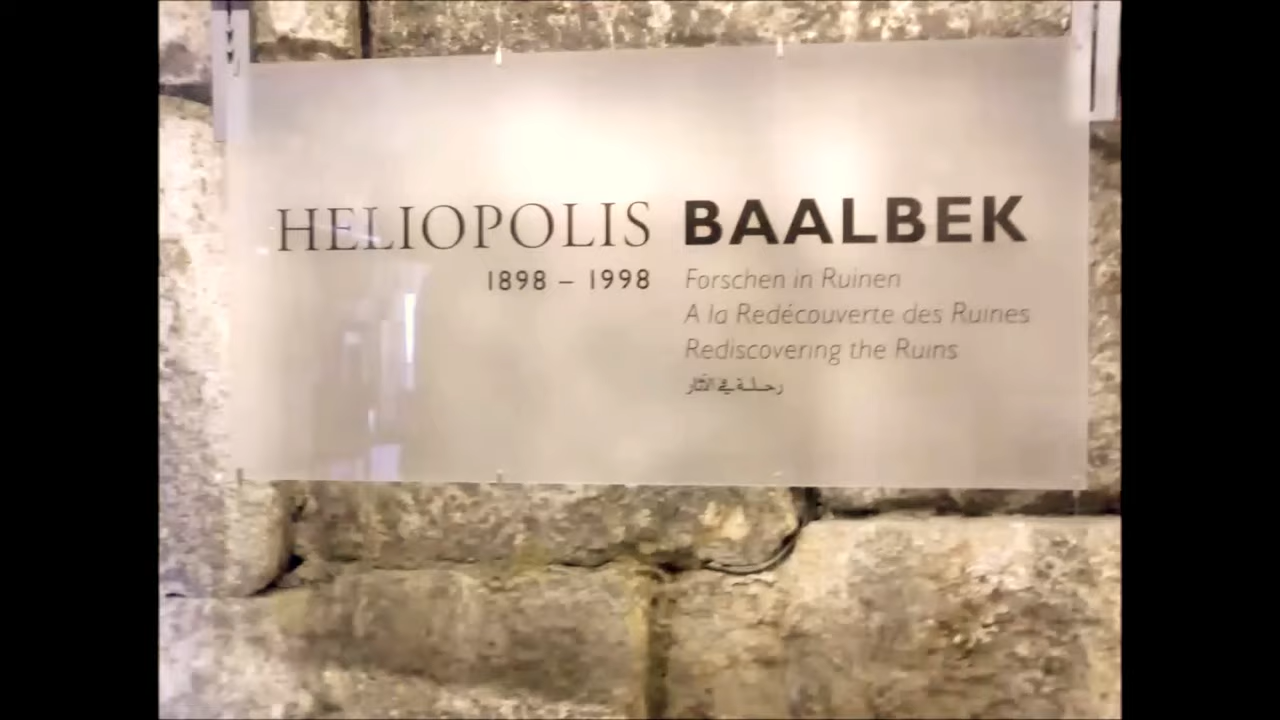 HELIOPOLIS BAALBEK
1898 – 1998 Forschen in Ruinen
A la Redécouverte des Ruines
Rediscovering the Ruins
رحلة في الآثار